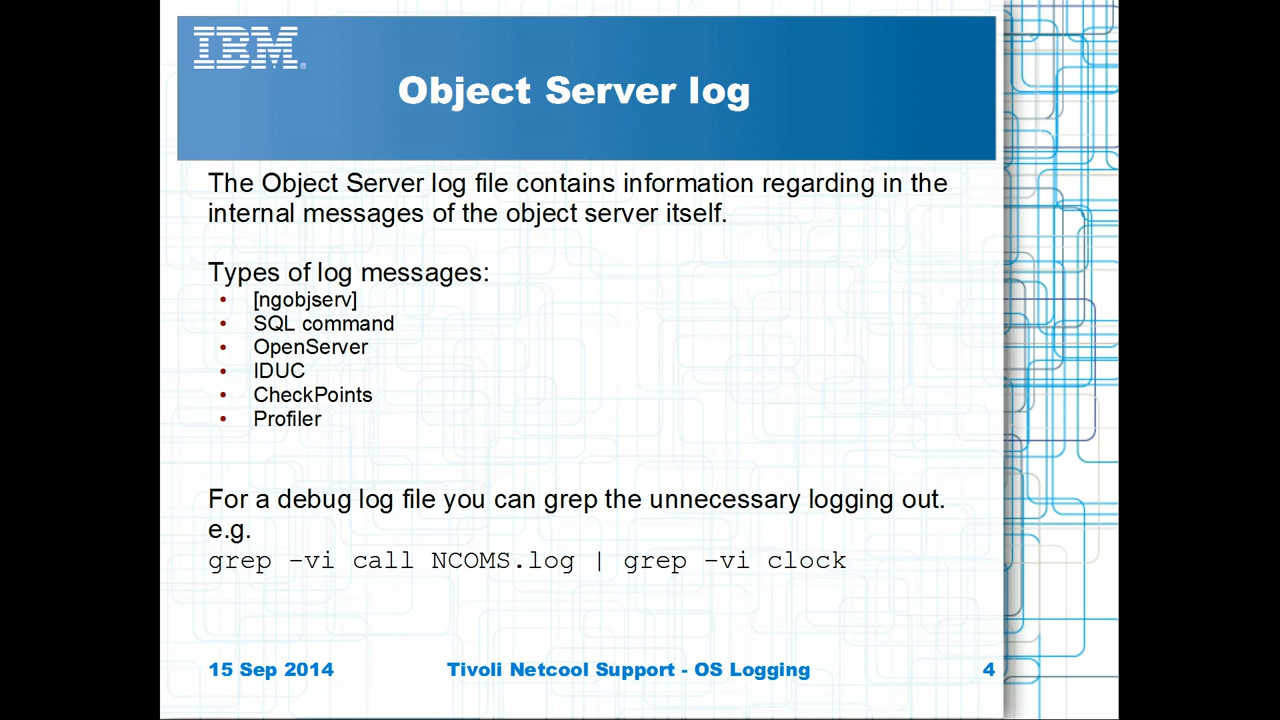 IBM®
Object Server log
The Object Server log file contains information regarding in the
internal messages of the object server itself.
Types of log messages:
• [ngobjserv]
• SQL command
• OpenServer
• IDUC
• CheckPoints
• Profiler
For a debug log file you can grep the unnecessary logging out.
e.g.
grep –vi call NCOMS.log | grep –vi clock
15 Sep 2014 Tivoli Netcool Support - OS Logging 4